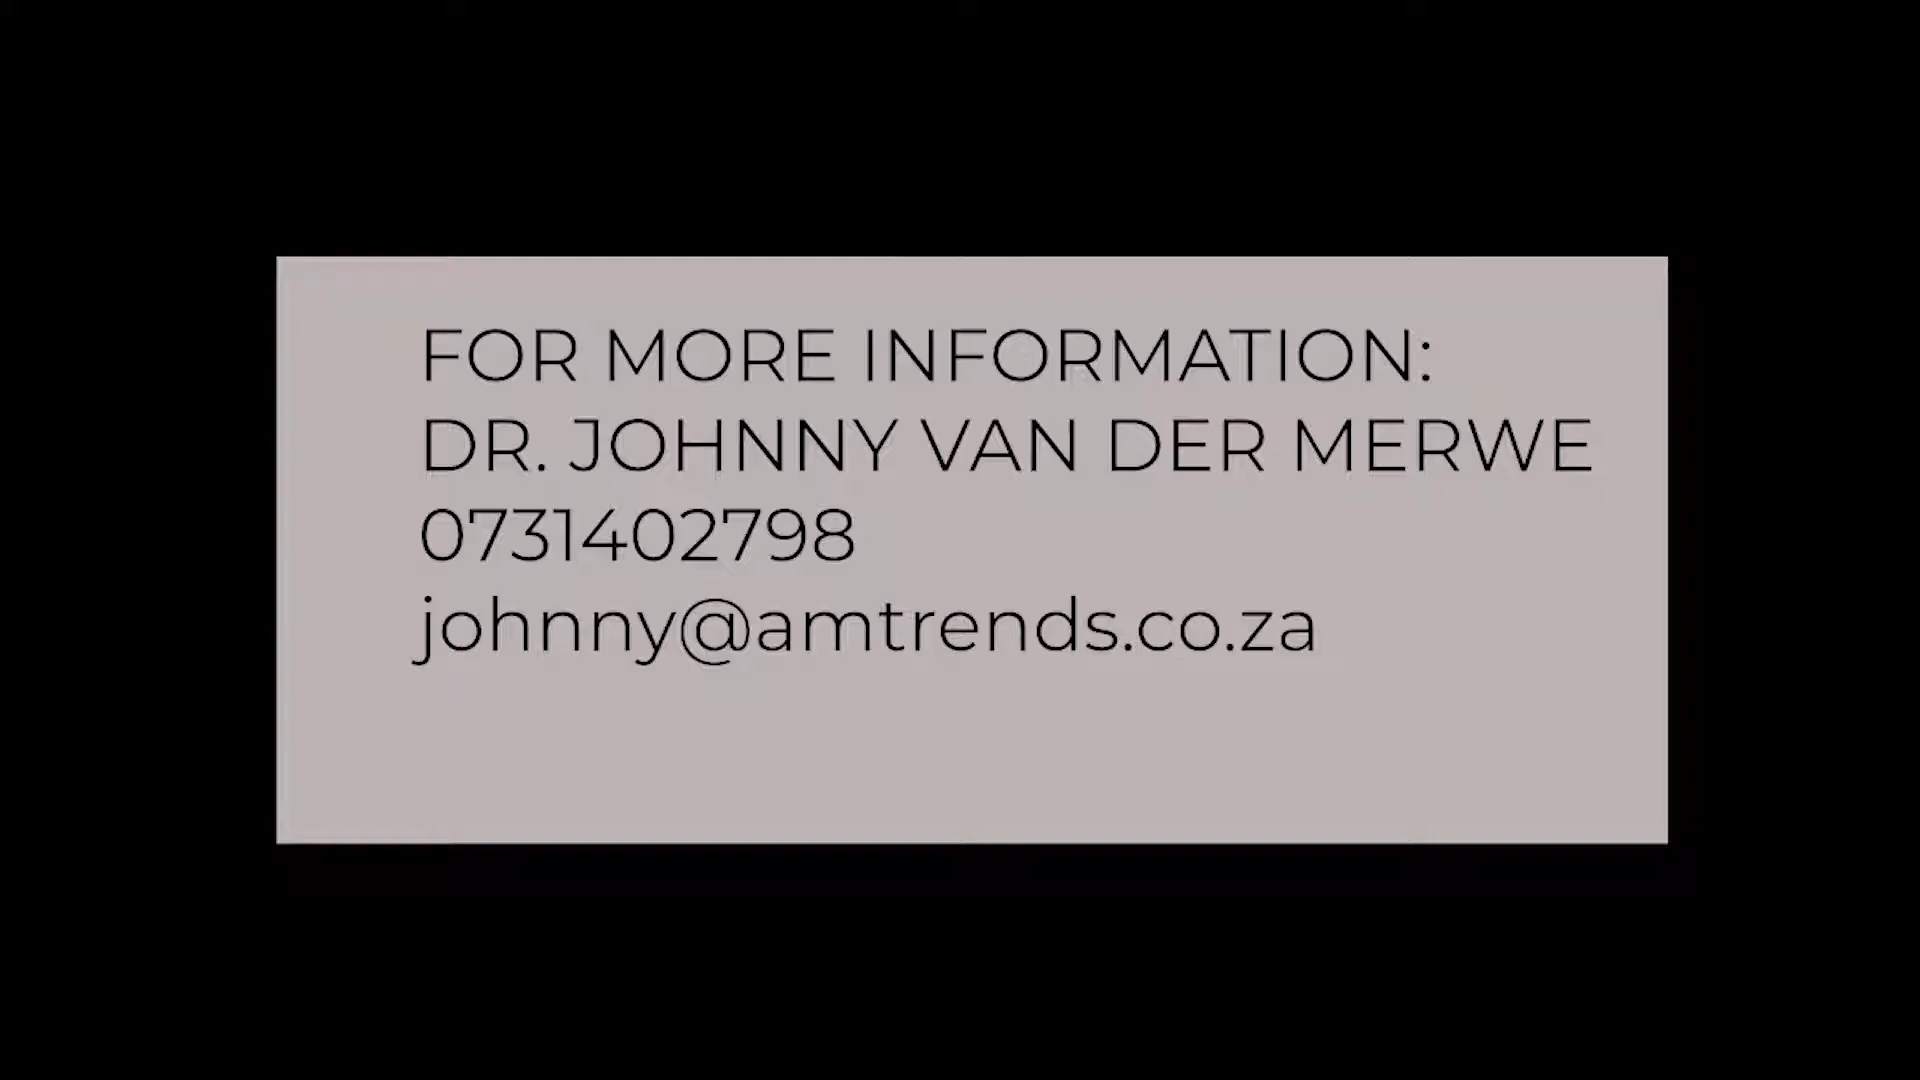 FOR MORE INFORMATION:
DR. JOHNNY VAN DER MERWE
0731402798
johnny@amtrends.co.za